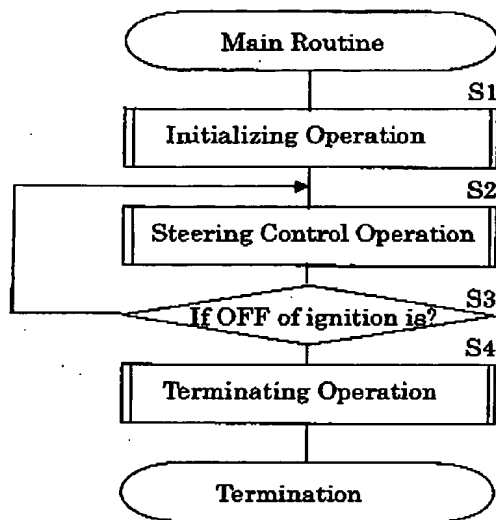 Main Routine
S1
Initializing Operation
S2
Steering Control Operation
S3
If OFF of ignition is?
S4
Terminating Operation
Termination